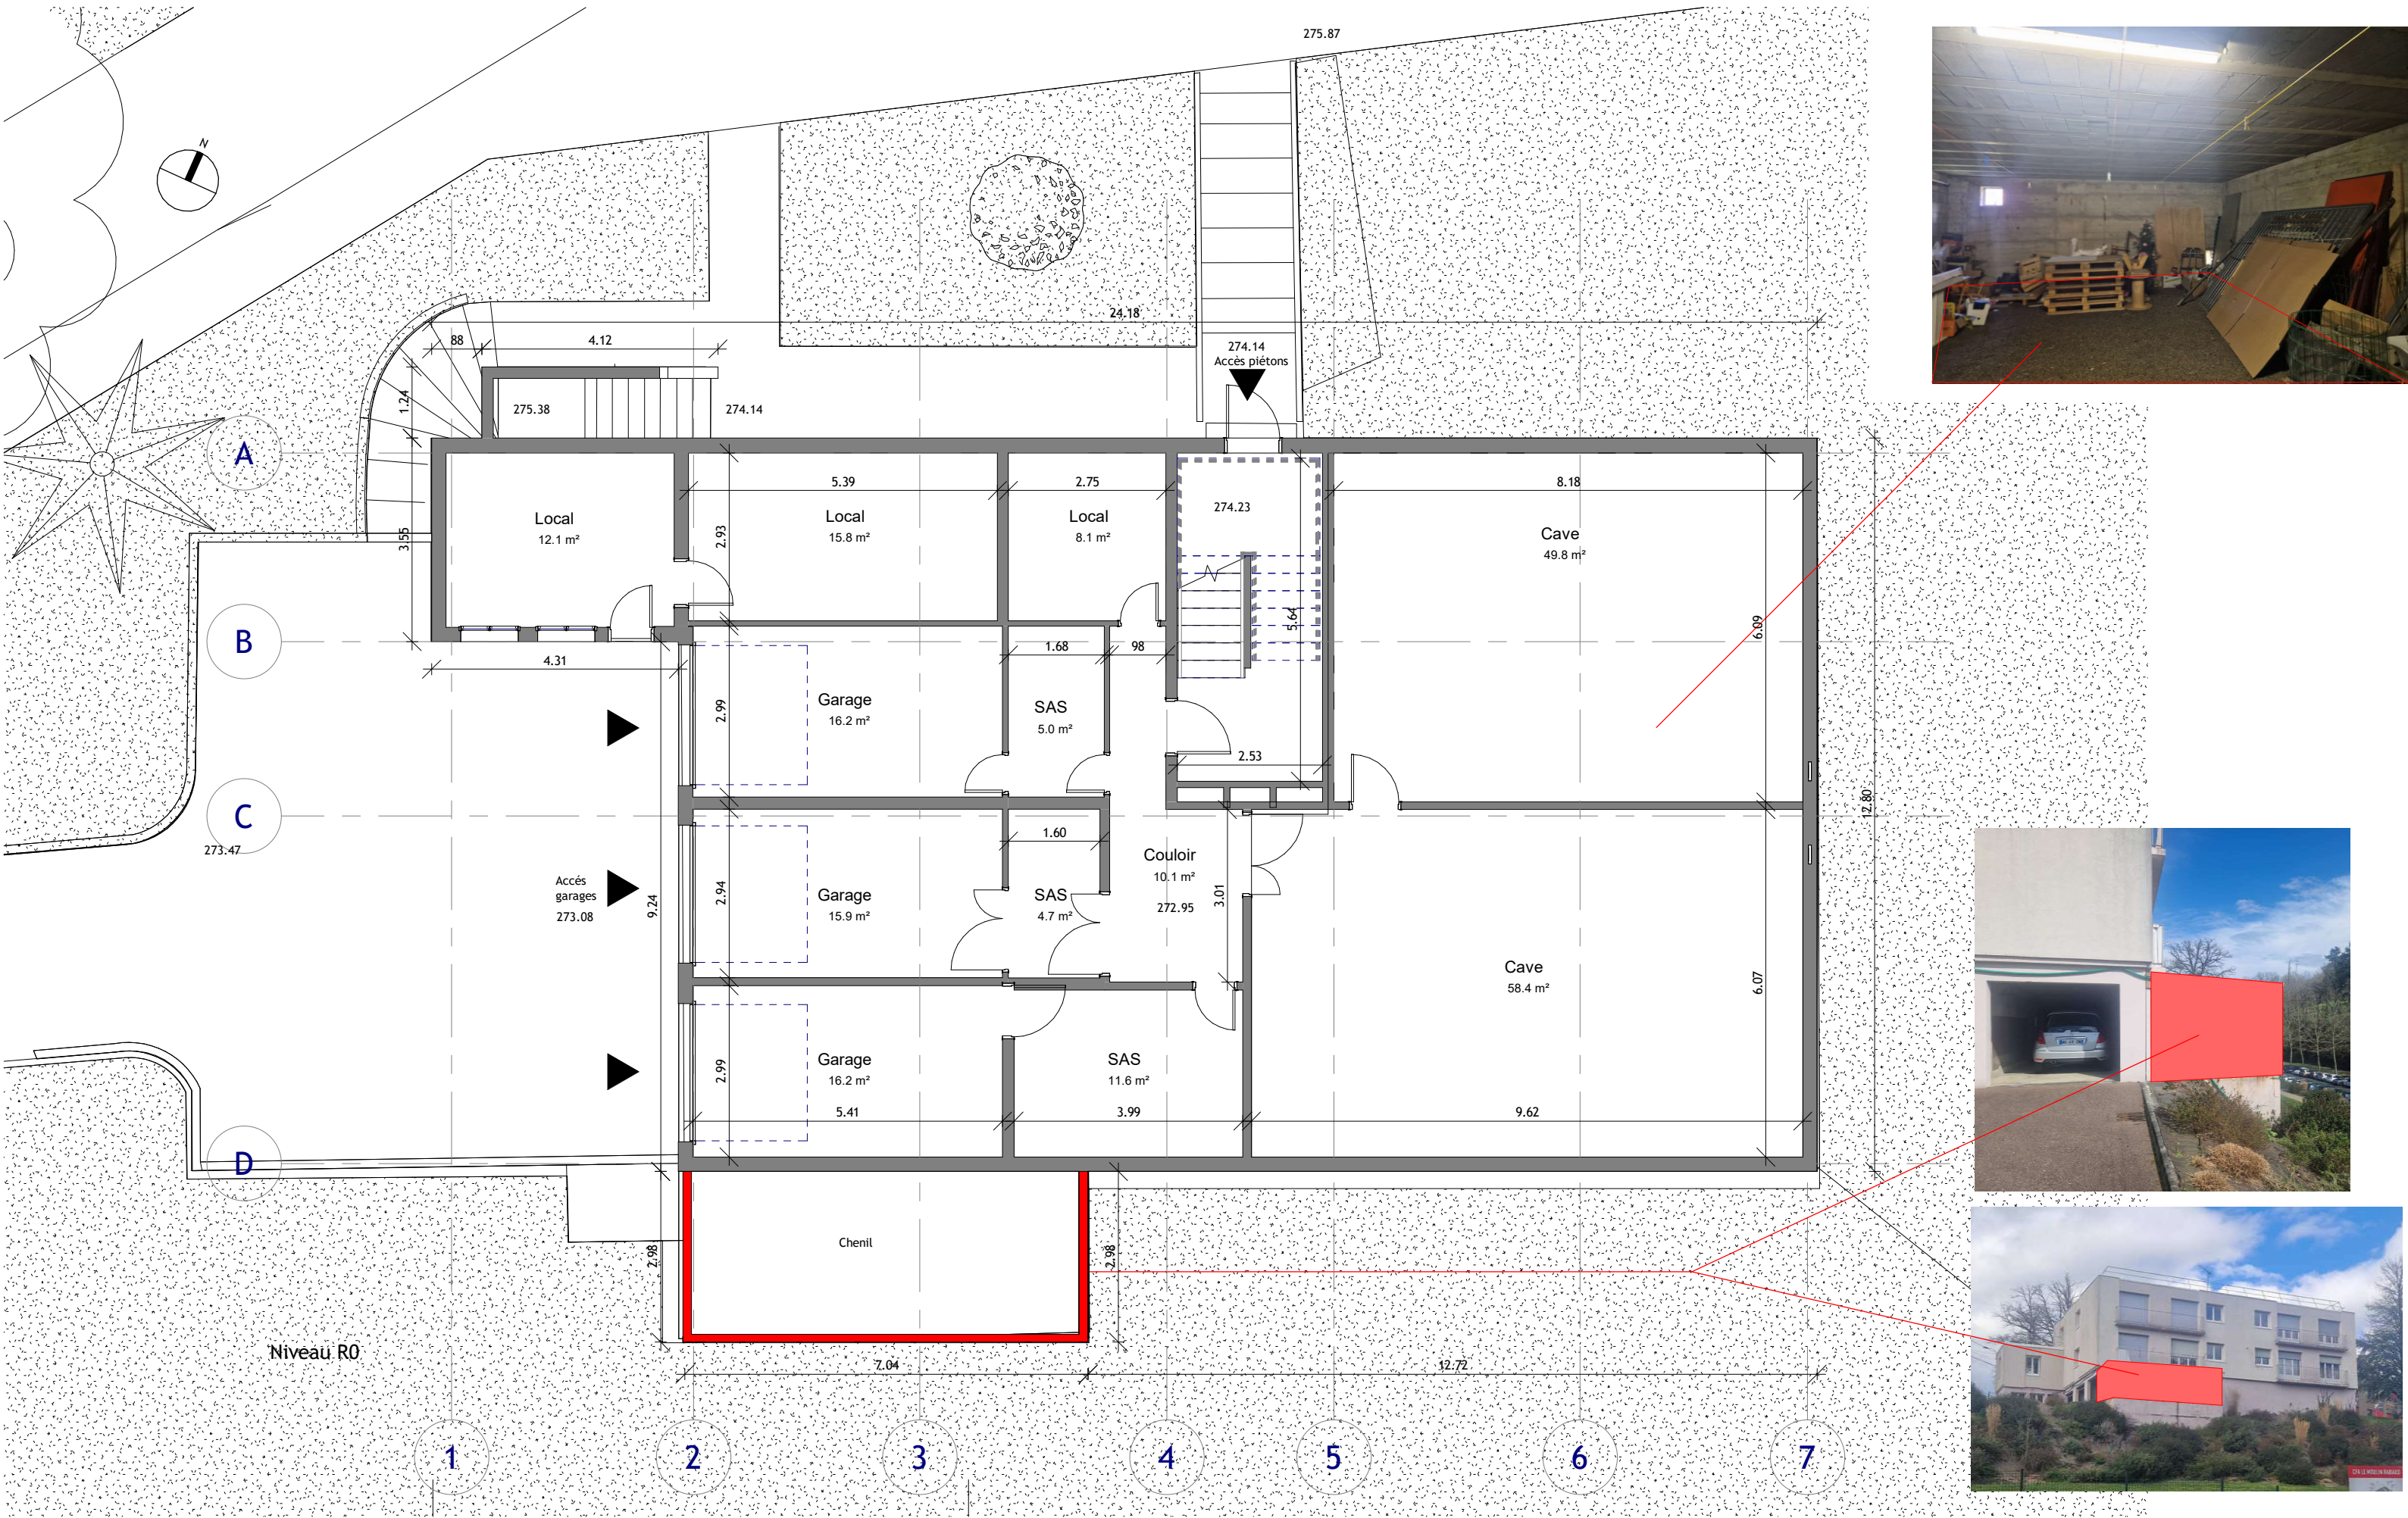 275.87
N
24.18
88
4.12
274.14
Accès piétons
1.24
275.38
274.14
A
5.39
2.75
8.18
274.23
Local
12.1 m²
Local
15.8 m²
Local
8.1 m²
Cave
49.8 m²
3.55
2.93
5.64
6.09
B
4.31
1.68
98
Garage
16.2 m²
2.99
SAS
5.0 m²
2.53
C
273.47
12.80
1.60
Couloir
10.1 m²
272.95
3.01
Accés
garages
273.08
9.24
2.94
Garage
15.9 m²
SAS
4.7 m²
Cave
58.4 m²
6.07
Garage
16.2 m²
2.99
SAS
11.6 m²
5.41
3.99
9.62
D
Chenil
2.98
2.98
Niveau R0
7.04
12.72
1
2
3
4
5
6
7
CFA LE MOULIN RABAUD